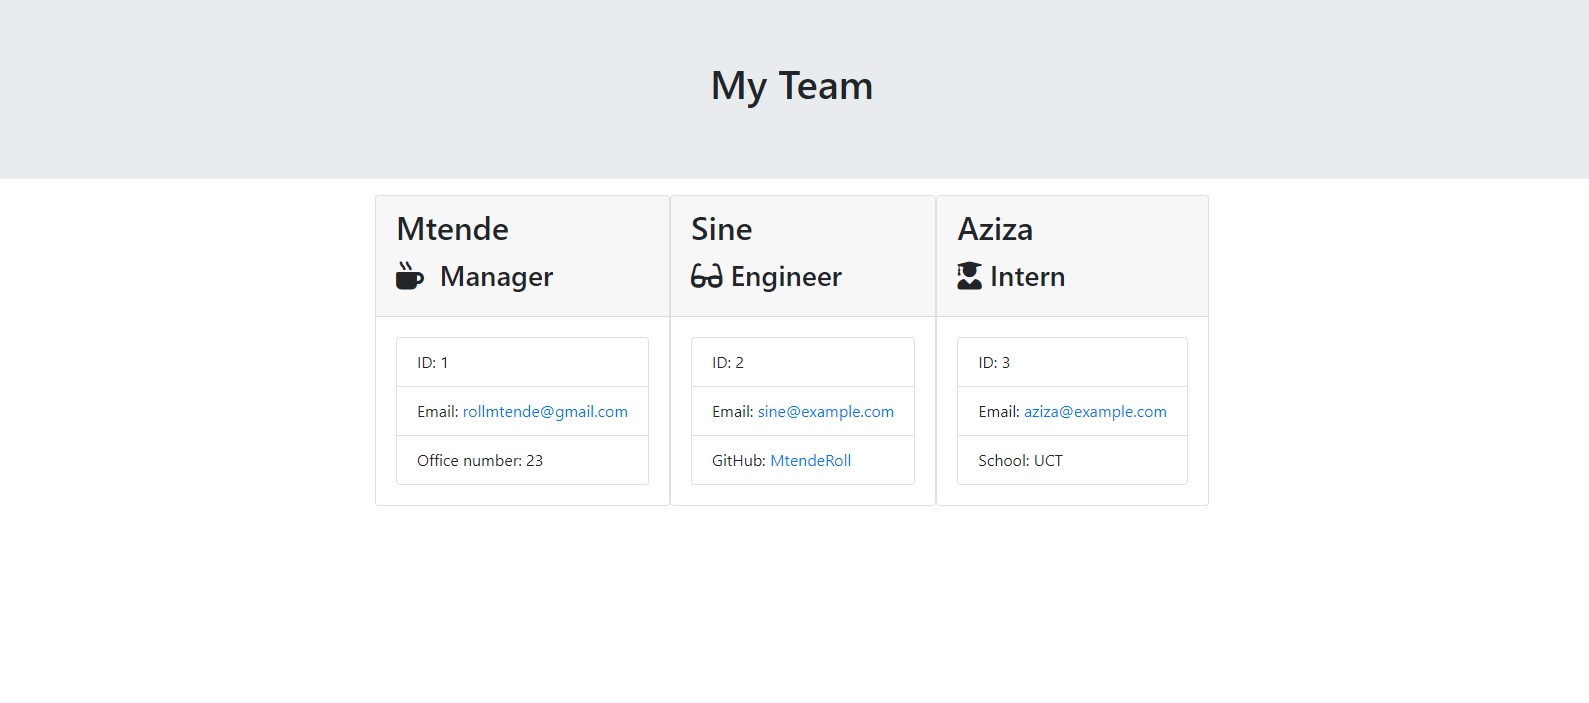 My Team
Mtende
Manager
ID: 1
Email: rollmtende@gmail.com
Office number: 23
Sine
Engineer
ID: 2
Email: sine@example.com
GitHub: MtendeRoll
Aziza
Intern
ID: 3
Email: aziza@example.com
School: UCT